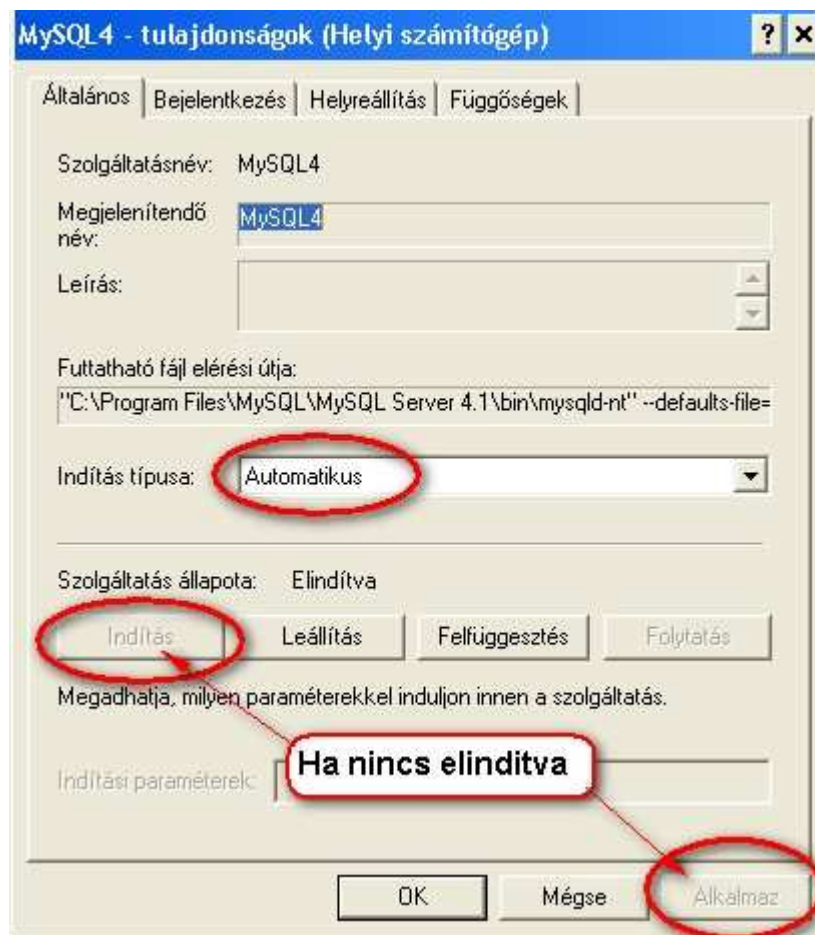 MySQL4 - tulajdonságok (Helyi számítógép)
Általános Bejelentkezés Helyreállítás Függőségek
Szolgáltatásnév: MySQL4
Megjelenítendő
név:
MySQL4
Leírás:
Futtatható fájl elérési útja:
"C:\Program Files\MySQL\MySQL Server 4.1\bin\mysqld-nt" --defaults-file=
Indítás típusa: Automatikus
Szolgáltatás állapota: Elindítva
Indítás Leállítás Felfüggesztés Folytatás
Megadhatja, milyen paraméterekkel induljon innen a szolgáltatás.
Ha nincs elinditva
Indítási paraméterek:
OK Mégse Alkalmaz